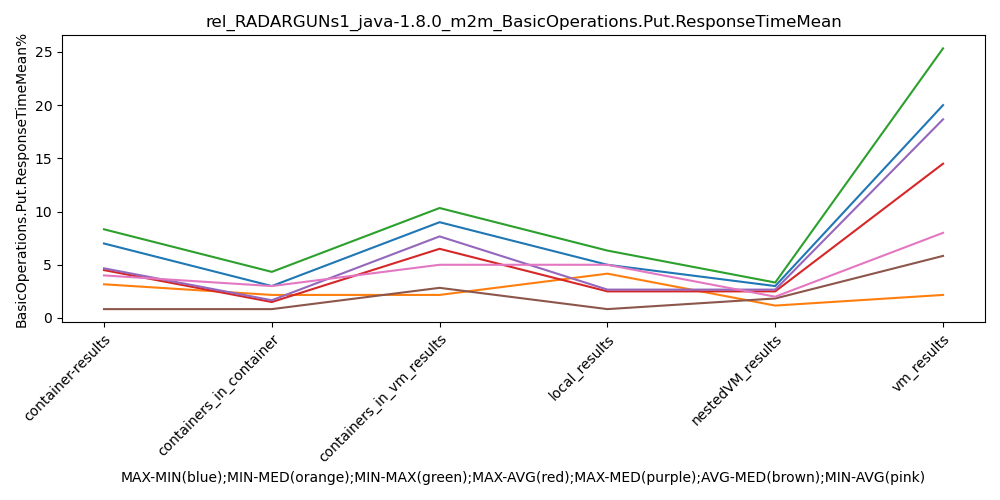 rel_RADARGUNs1_java-1.8.0_m2m_BasicOperations.Put.ResponseTimeMean
BasicOperations.Put.ResponseTimeMean%
25
20
15
10
5
0
container-results
containers_in_container
containers_in_vm_results
local_results
nestedVM_results
vm_results
MAX-MIN(blue);MIN-MED(orange);MIN-MAX(green);MAX-AVG(red);MAX-MED(purple);AVG-MED(brown);MIN-AVG(pink)